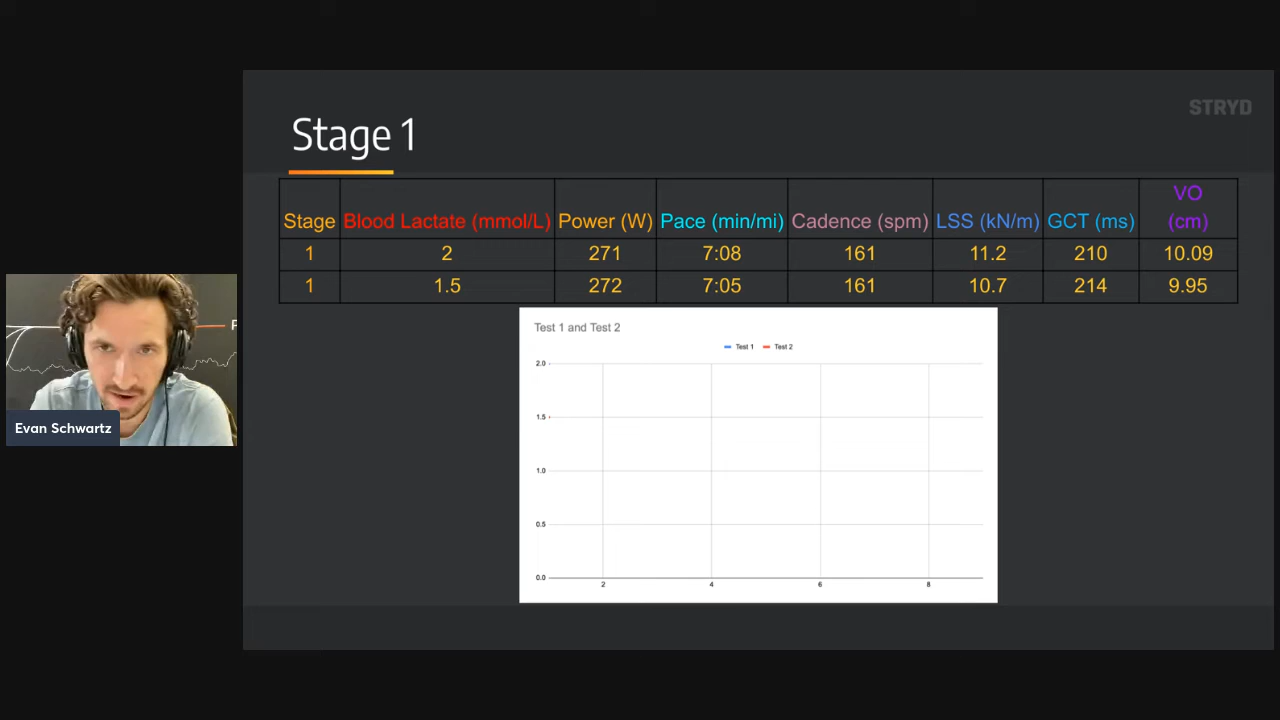 STRYD
Stage 1
Stage Blood Lactate (mmol/L) Power (W) Pace (min/mi) Cadence (spm) LSS (kN/m) GCT (ms) VO (cm)
1 2 271 7:08 161 11.2 210 10.09
1 1.5 272 7:05 161 10.7 214 9.95
Test 1 and Test 2
Test 1 Test 2
2.0
1.5
1.0
0.5
0.0
2 4 6 8
P
Evan Schwartz